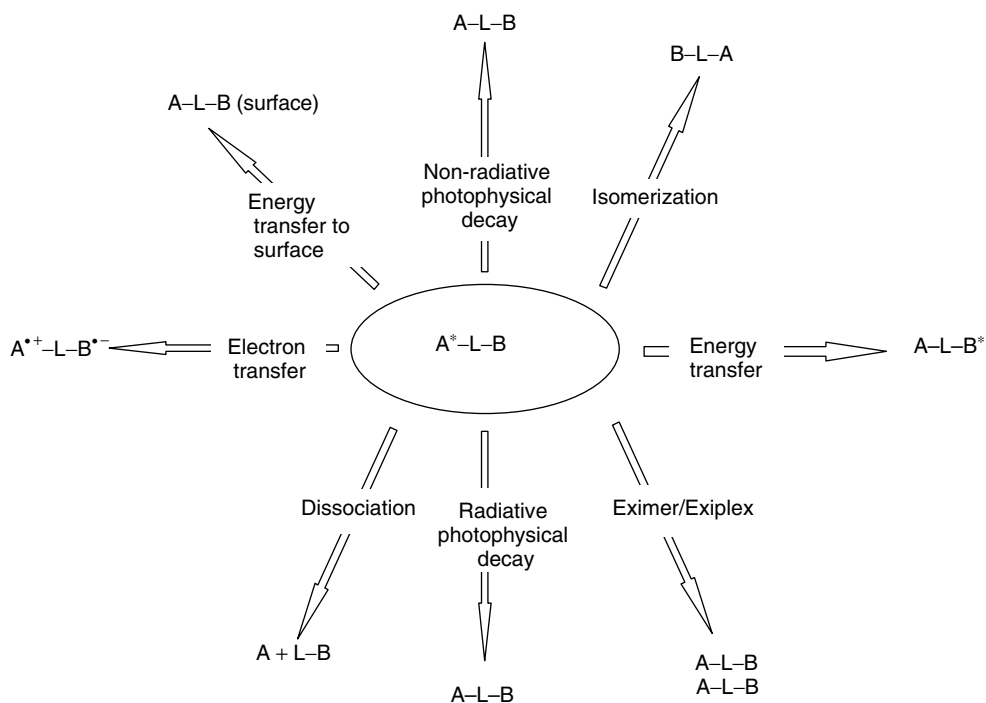 A–L–B
B–L–A
A–L–B (surface)
Non-radiative
photophysical
decay
Isomerization
Energy
transfer to
surface
A•+–L–B•−
Electron
transfer
A*–L–B
Energy
transfer
A–L–B*
Dissociation
Radiative
photophysical
decay
Eximer/Exiplex
A + L–B
A–L–B
A–L–B
A–L–B